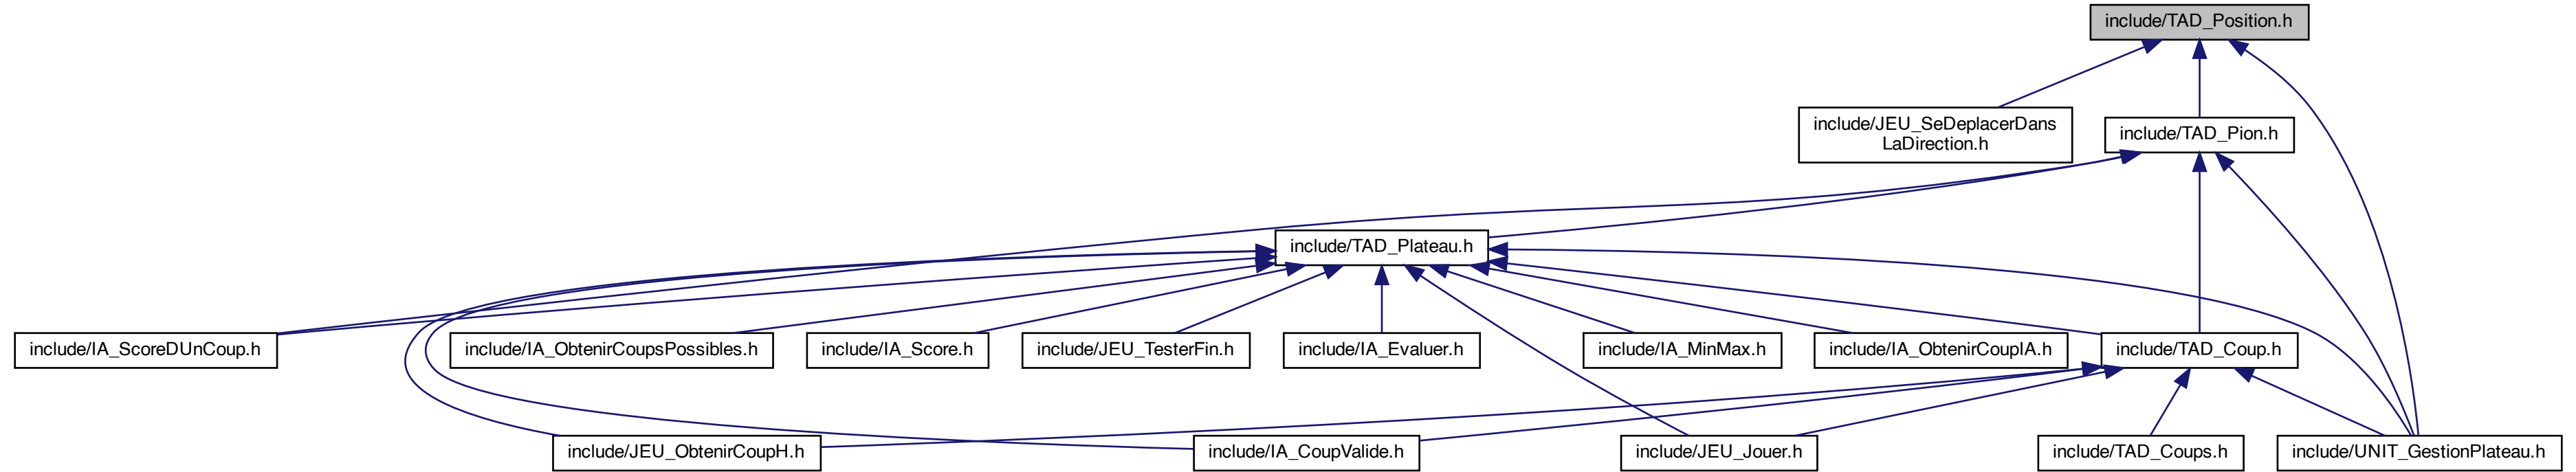 include/TAD_Position.h
include/JEU_SeDeplacerDans
LaDirection.h
include/TAD_Pion.h
include/TAD_Plateau.h
include/IA_ScoreDUnCoup.h
include/IA_ObtenirCoupsPossibles.h
include/IA_Score.h
include/JEU_TesterFin.h
include/IA_Evaluer.h
include/IA_MinMax.h
include/IA_ObtenirCoupIA.h
include/TAD_Coup.h
include/JEU_ObtenirCoupH.h
include/IA_CoupValide.h
include/JEU_Jouer.h
include/TAD_Coups.h
include/UNIT_GestionPlateau.h